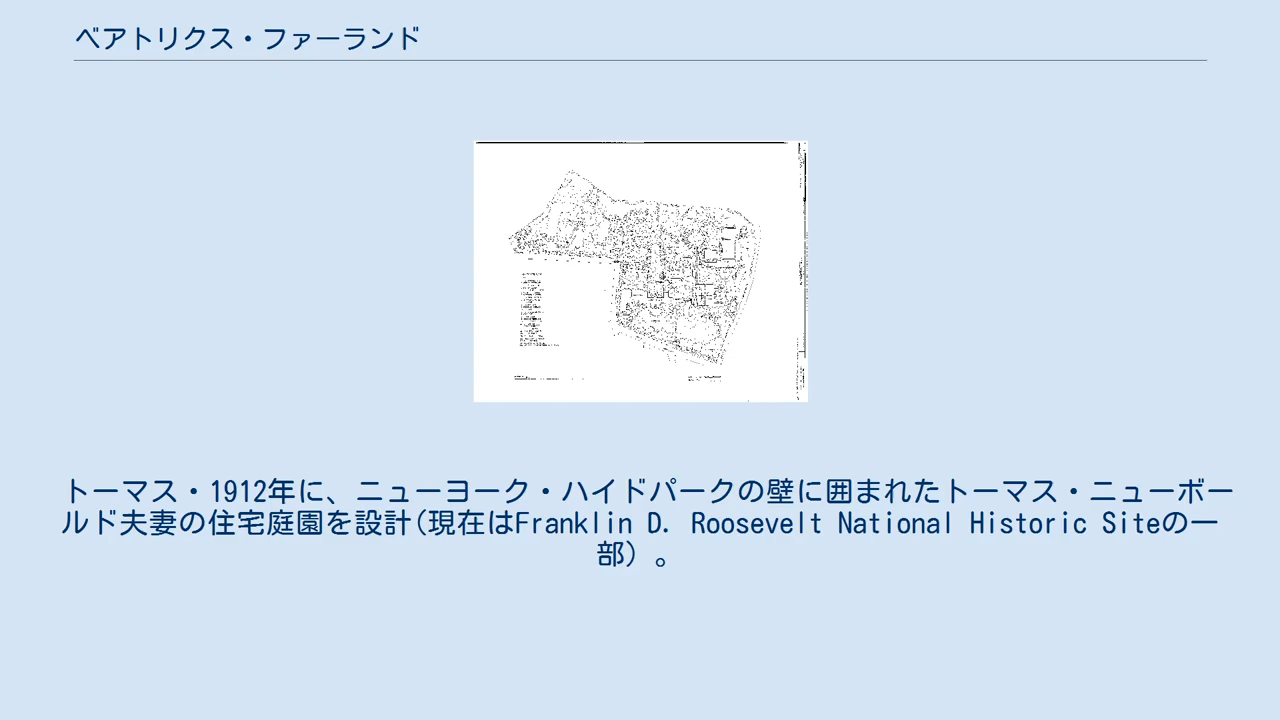 ベアトリクス・ファーランド
トーマス・1912年に、ニューヨーク・ハイドパークの壁に囲まれたトーマス・ニューボー
ルド夫妻の住宅庭園を設計(現在はFranklin D. Roosevelt National Historic Siteの一
部）。